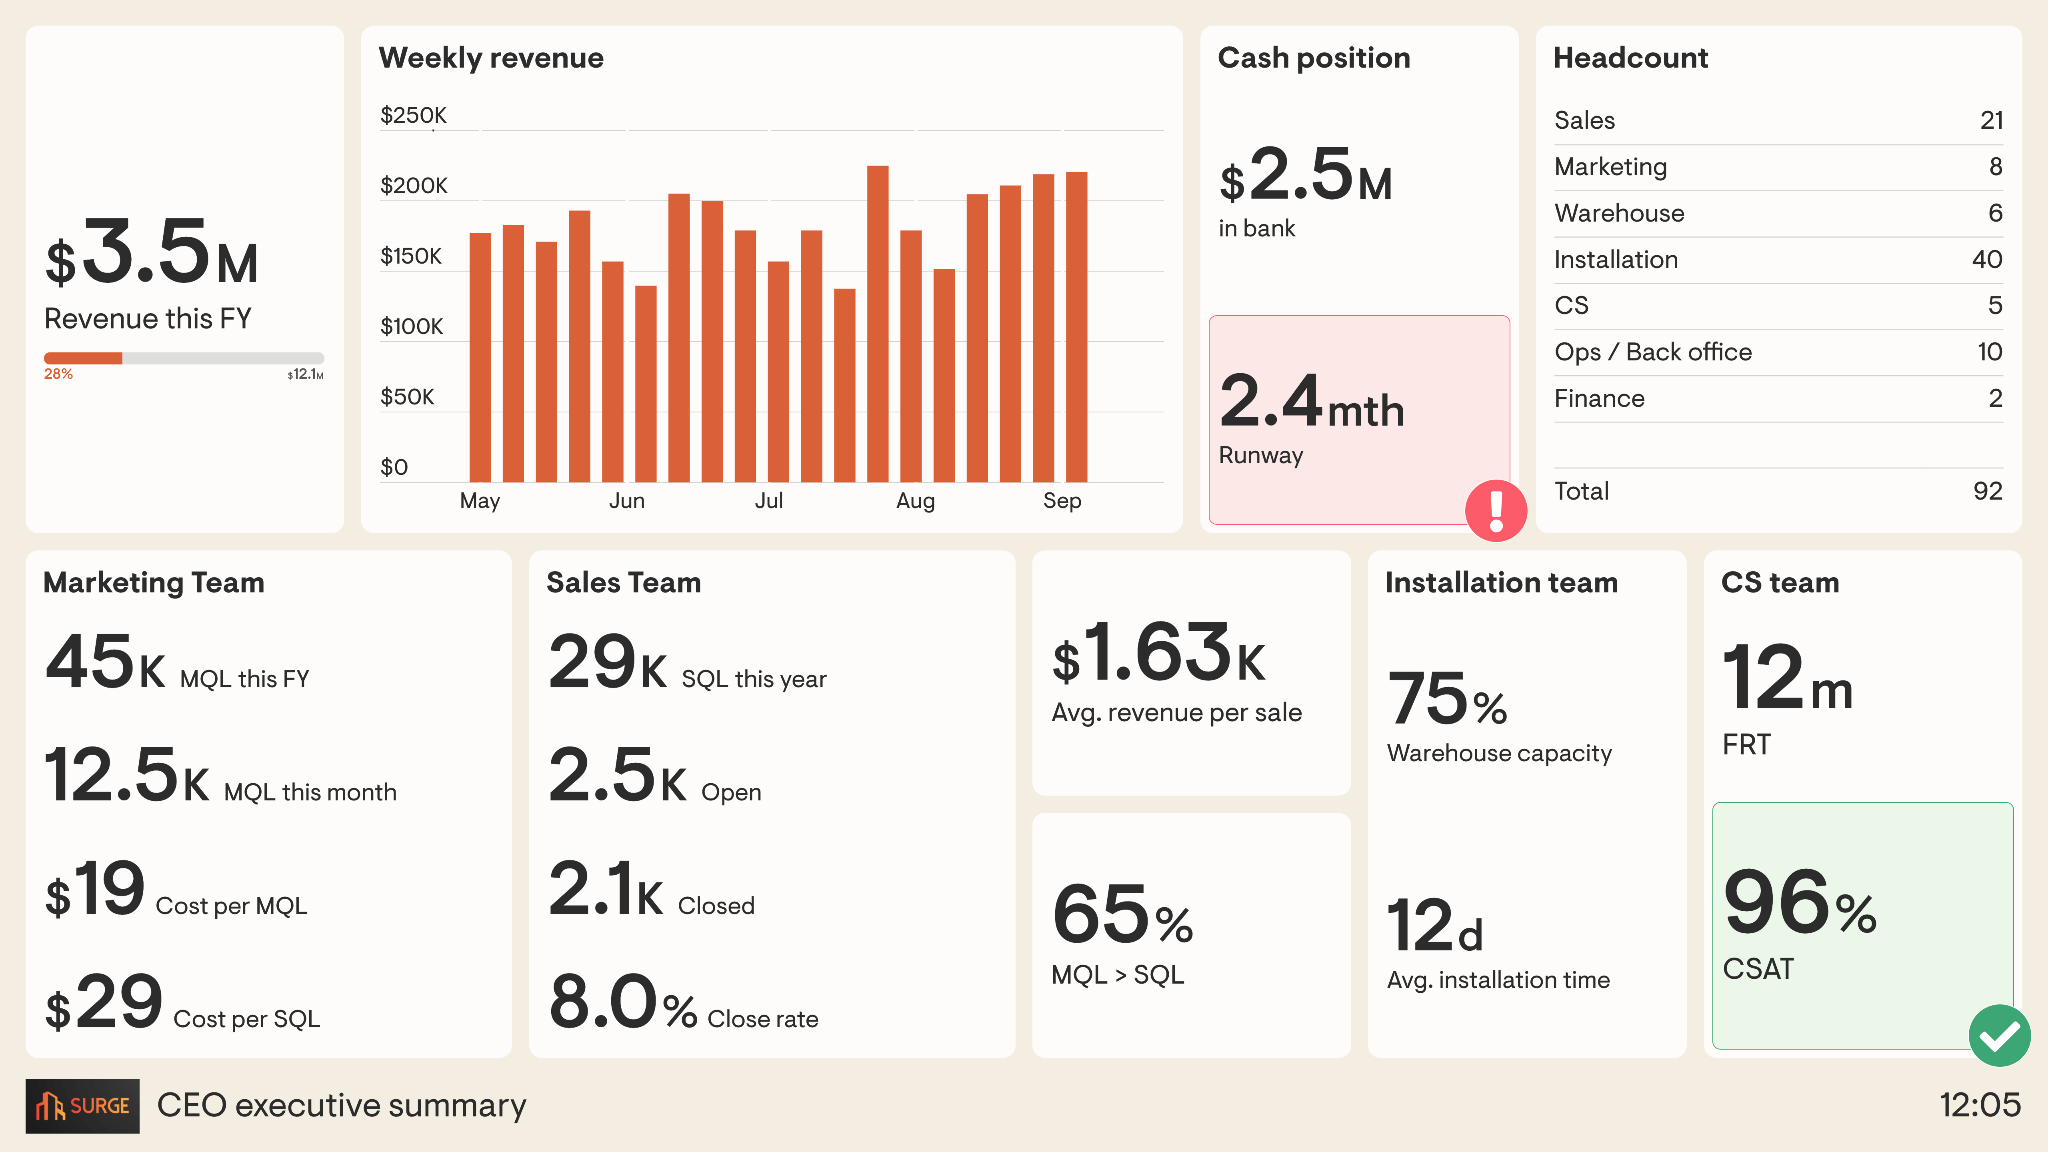 $3.5M
Revenue this FY
28%
$12.1M
Weekly revenue
$250K
$200K
$150K
$100K
$50K
$0
May Jun Jul Aug Sep
Cash position
$2.5M
in bank
2.4mth
Runway
!
Headcount
Sales 21
Marketing 8
Warehouse 6
Installation 40
CS 5
Ops / Back office 10
Finance 2
Total 92
Marketing Team
45K MQL this FY
12.5K MQL this month
$19 Cost per MQL
$29 Cost per SQL
Sales Team
29K SQL this year
2.5K Open
2.1K Closed
8.0% Close rate
$1.63K
Avg. revenue per sale
65%
MQL > SQL
Installation team
75%
Warehouse capacity
12d
Avg. installation time
CS team
12m
FRT
96%
CSAT
SURGE
CEO executive summary
12:05